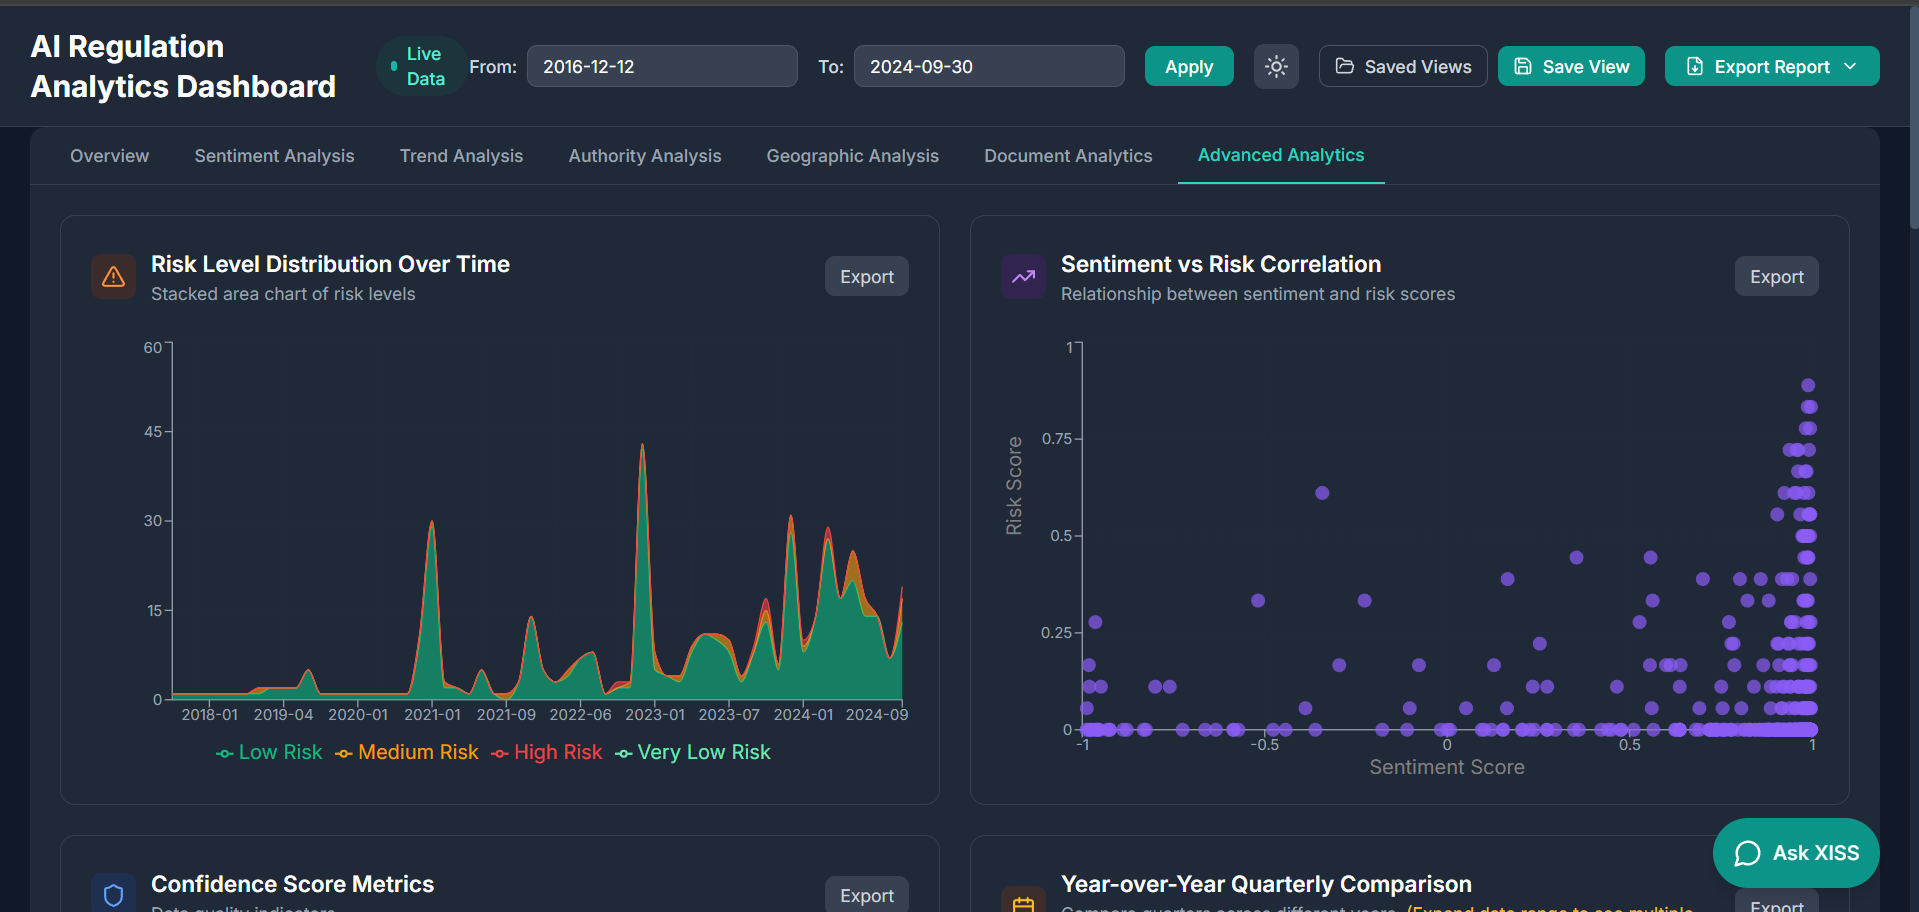 AI Regulation
Analytics Dashboard
Live
Data
From:
2016-12-12
To:
2024-09-30
Apply
Saved Views
Save View
Export Report
Overview
Sentiment Analysis
Trend Analysis
Authority Analysis
Geographic Analysis
Document Analytics
Advanced Analytics
Risk Level Distribution Over Time
Stacked area chart of risk levels
Export
60
45
30
15
0
2018-01 2019-04 2020-01 2021-01 2021-09 2022-06 2023-01 2023-07 2024-01 2024-09
Low Risk Medium Risk High Risk Very Low Risk
Sentiment vs Risk Correlation
Relationship between sentiment and risk scores
Export
1
0.75
0.5
0.25
0
Risk Score
-1 -0.5 0 0.5 1
Sentiment Score
Confidence Score Metrics
Data quality indicators
Export
Year-over-Year Quarterly Comparison
Compare quarters across different years. (Expand date range to see multiple
Export
Ask XISS